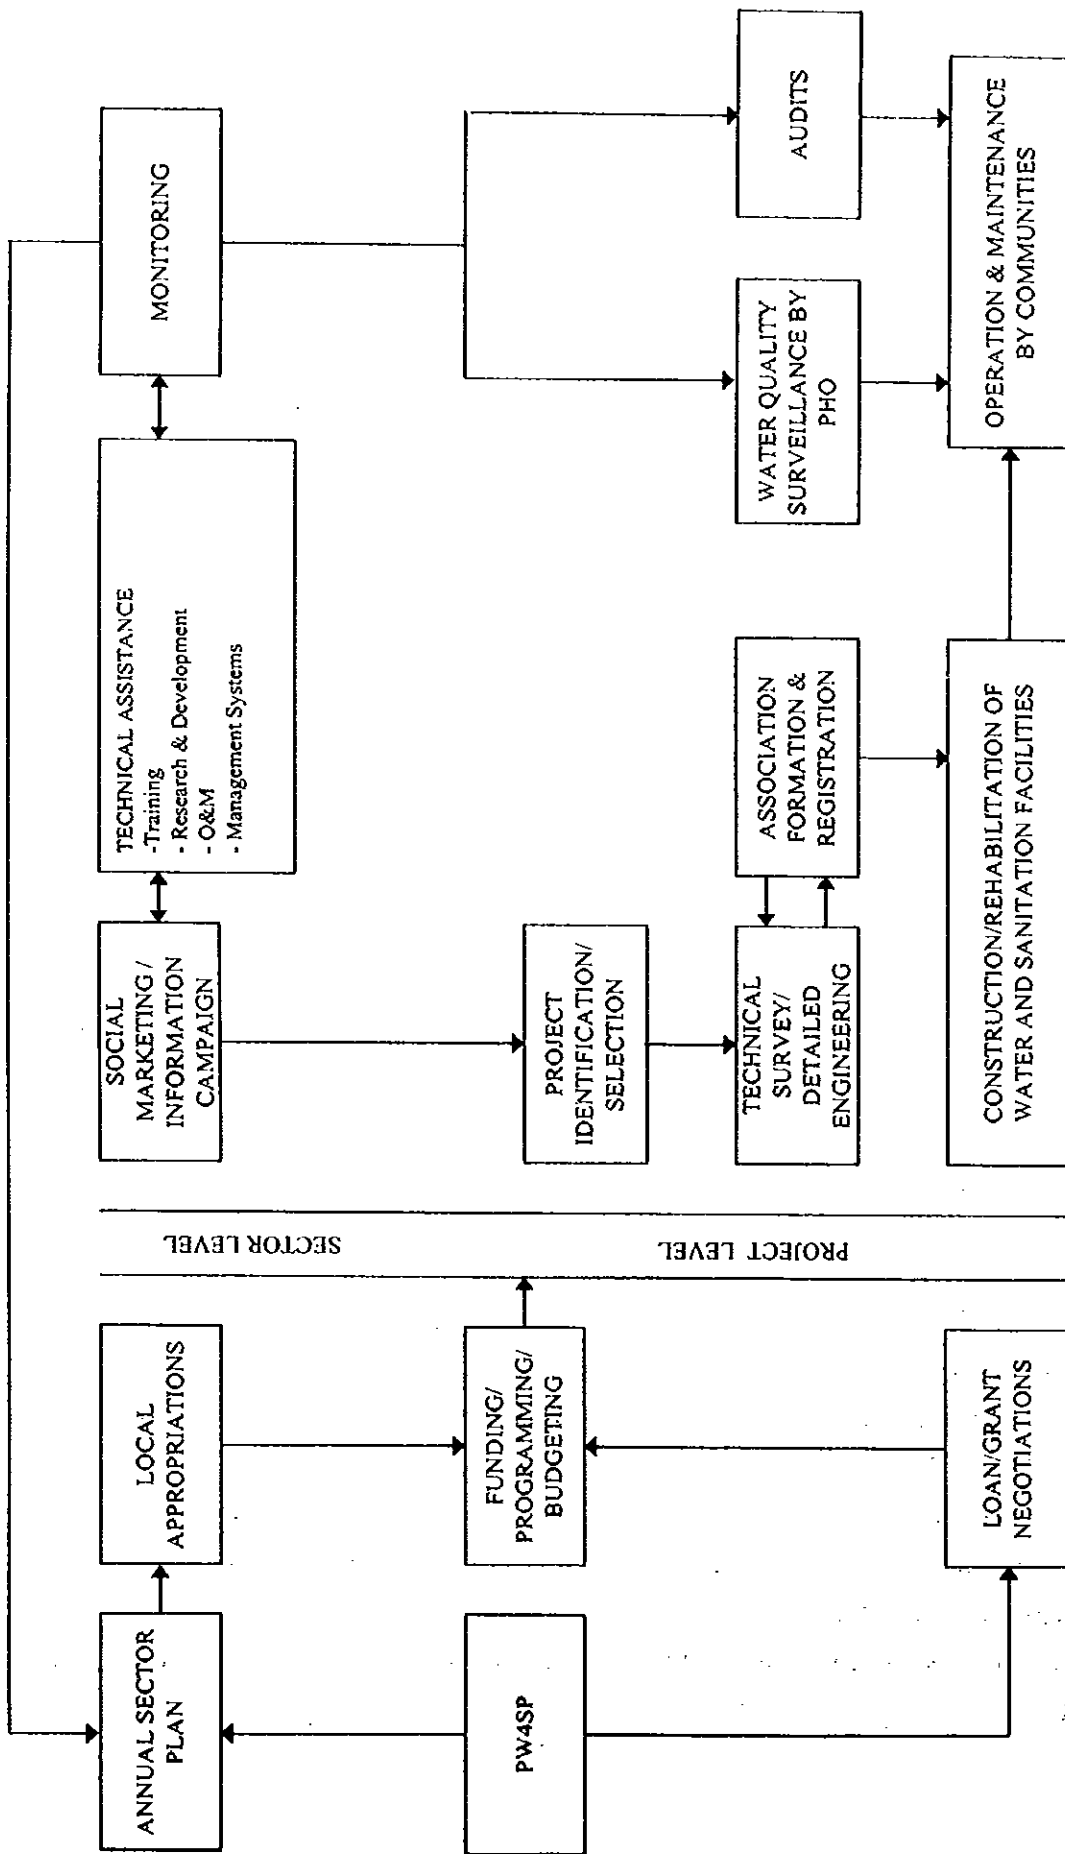 ANNUAL SECTOR
PLAN
LOCAL
APPROPRIATIONS
PW4SP
FUNDING/
PROGRAMMING/
BUDGETING
LOAN/GRANT
NEGOTIATIONS
SECTOR LEVEL
PROJECT LEVEL
SOCIAL
MARKETING /
INFORMATION
CAMPAIGN
TECHNICAL ASSISTANCE
-Training
- Research & Development
- O&M
- Management Systems
MONITORING
PROJECT
IDENTIFICATION/
SELECTION
TECHNICAL
SURVEY/
DETAILED
ENGINEERING
ASSOCIATION
FORMATION &
REGISTRATION
WATER QUALITY
SURVEILLANCE BY
PHO
AUDITS
CONSTRUCTION/REHABILITATION OF
WATER AND SANITATION FACILITIES
OPERATION & MAINTENANCE
BY COMMUNITIES